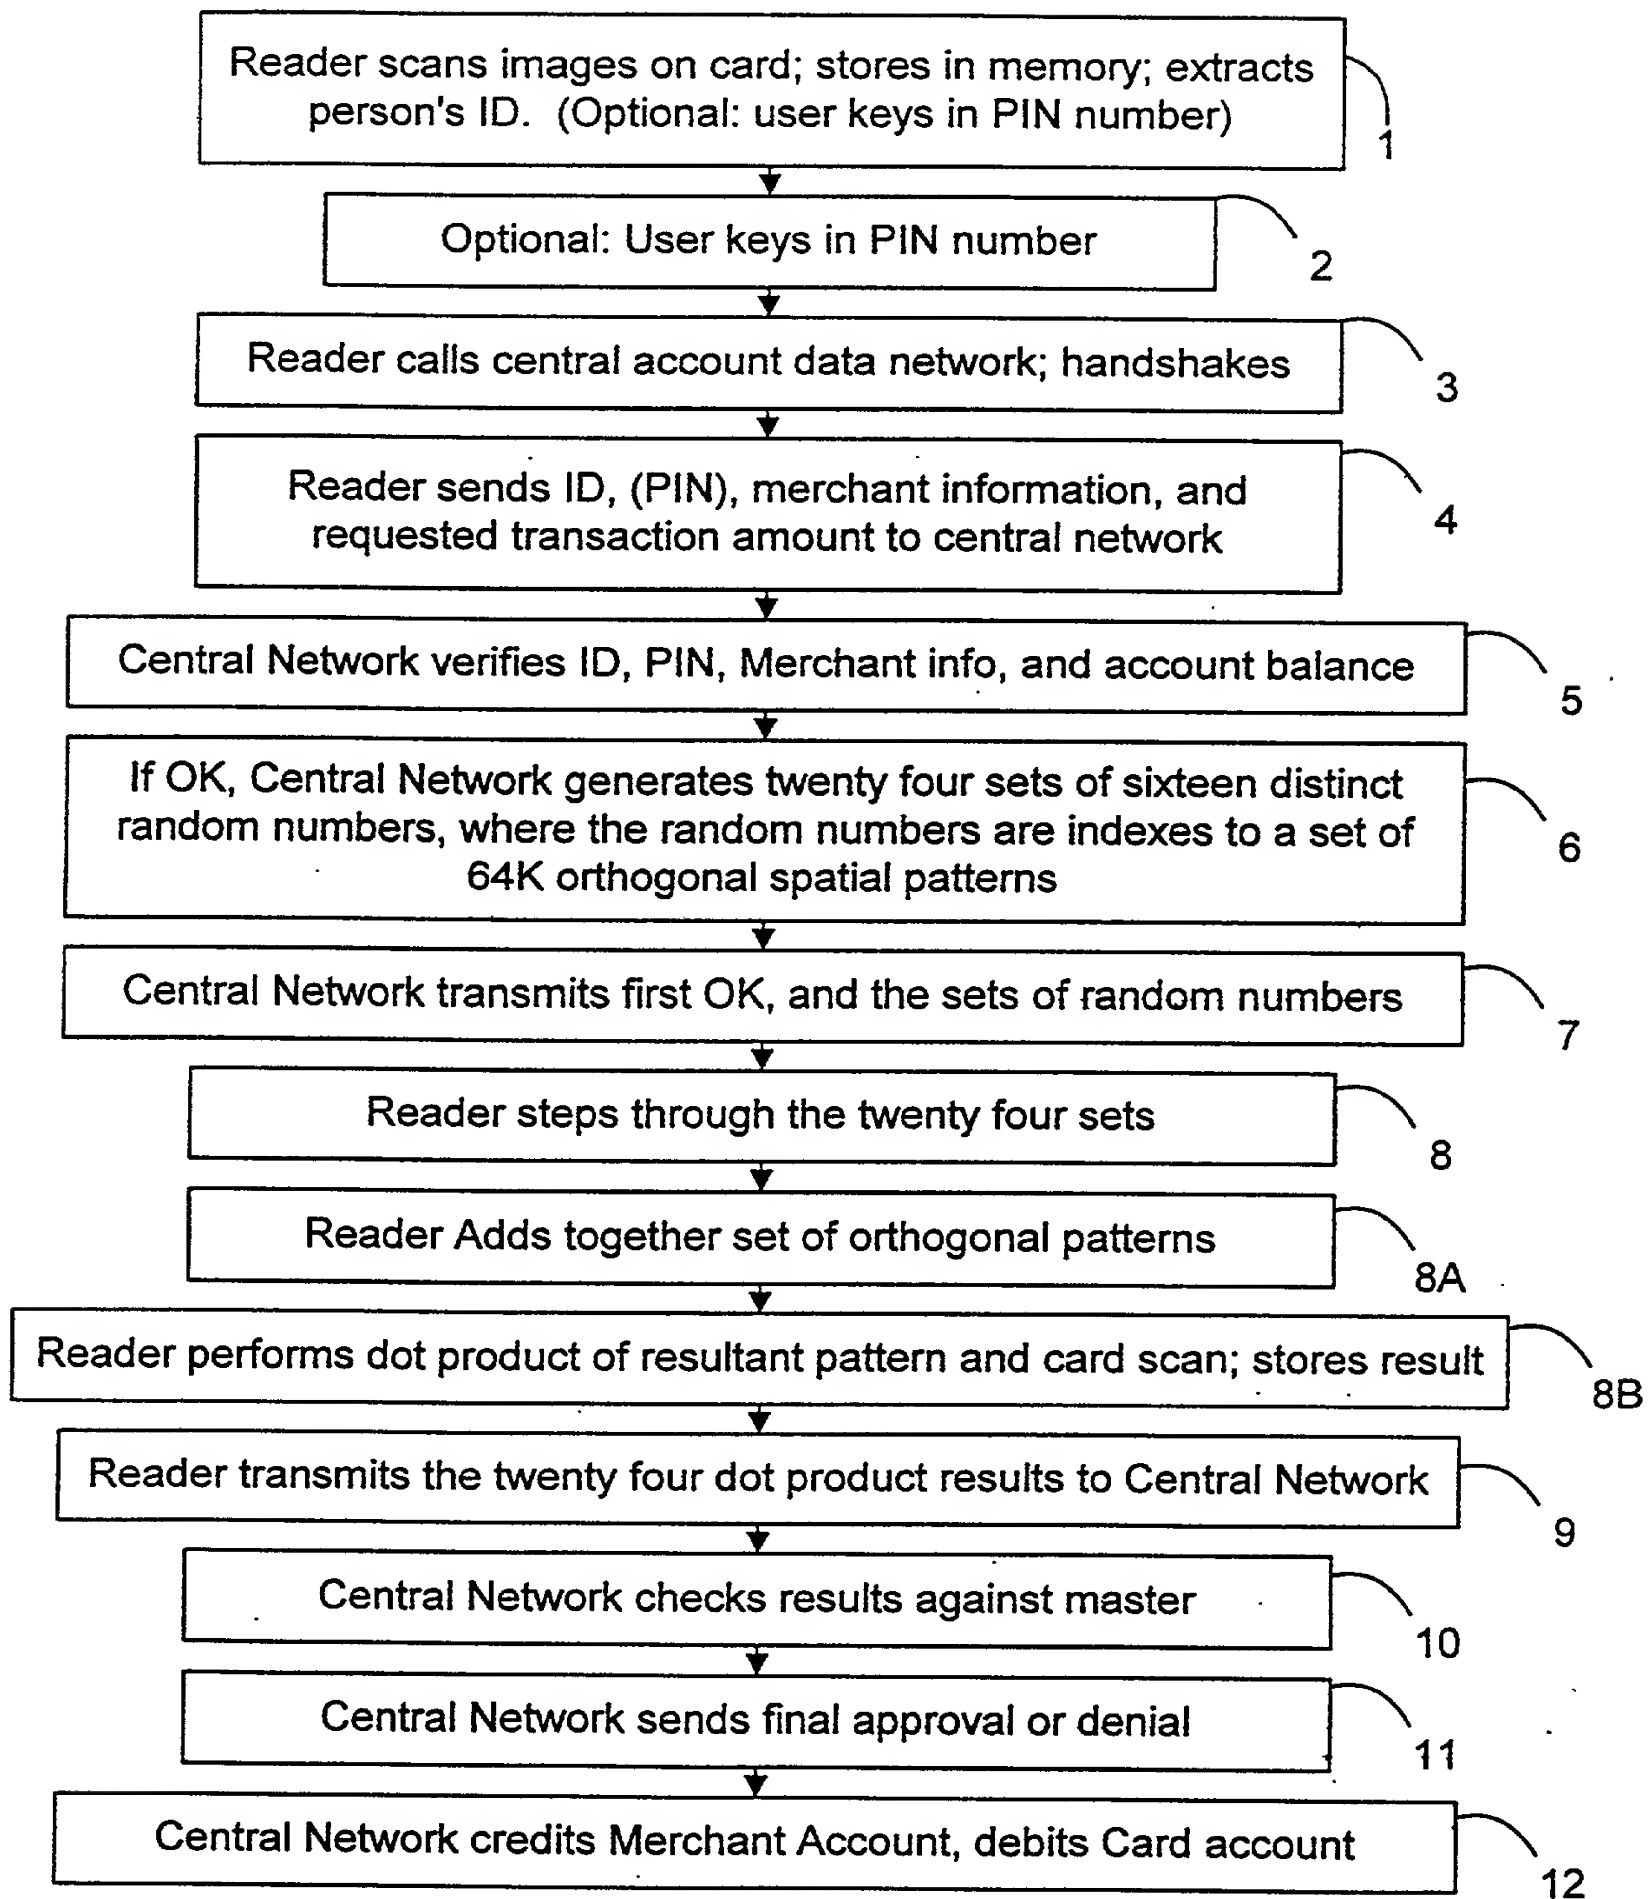 Reader scans images on card; stores in memory; extracts
person's ID. (Optional: user keys in PIN number)
1
Optional: User keys in PIN number
2
Reader calls central account data network; handshakes
3
Reader sends ID, (PIN), merchant information, and
requested transaction amount to central network
4
Central Network verifies ID, PIN, Merchant info, and account balance
5
If OK, Central Network generates twenty four sets of sixteen distinct
random numbers, where the random numbers are indexes to a set of
64K orthogonal spatial patterns
6
Central Network transmits first OK, and the sets of random numbers
7
Reader steps through the twenty four sets
8
Reader Adds together set of orthogonal patterns
8A
Reader performs dot product of resultant pattern and card scan; stores result
8B
Reader transmits the twenty four dot product results to Central Network
9
Central Network checks results against master
10
Central Network sends final approval or denial
11
Central Network credits Merchant Account, debits Card account
12